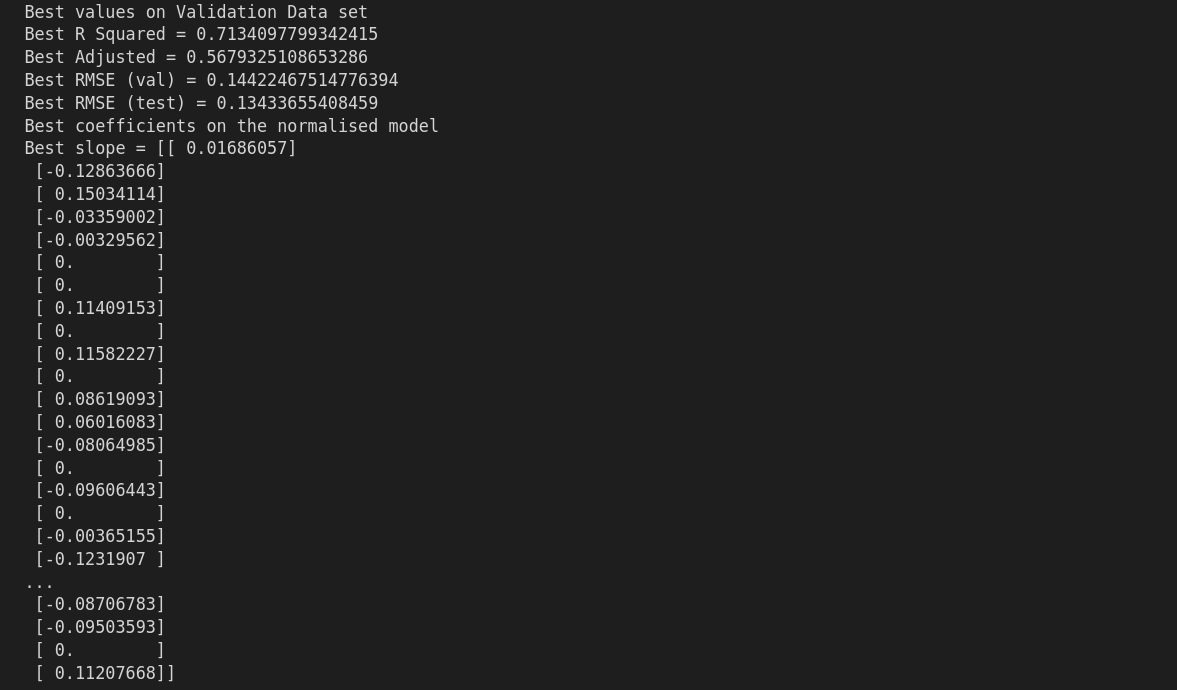 Best values on Validation Data set
Best R Squared = 0.7134097799342415
Best Adjusted = 0.5679325108653286
Best RMSE (val) = 0.14422467514776394
Best RMSE (test) = 0.13433655408459
Best coefficients on the normalised model
Best slope = [[ 0.01686057]
 [-0.12863666]
 [ 0.15034114]
 [-0.03359002]
 [-0.00329562]
 [ 0.        ]
 [ 0.        ]
 [ 0.11409153]
 [ 0.        ]
 [ 0.11582227]
 [ 0.        ]
 [ 0.08619093]
 [ 0.06016083]
 [-0.08064985]
 [ 0.        ]
 [-0.09606443]
 [ 0.        ]
 [-0.00365155]
 [-0.1231907 ]
...
 [-0.08706783]
 [-0.09503593]
 [ 0.        ]
 [ 0.11207668]]